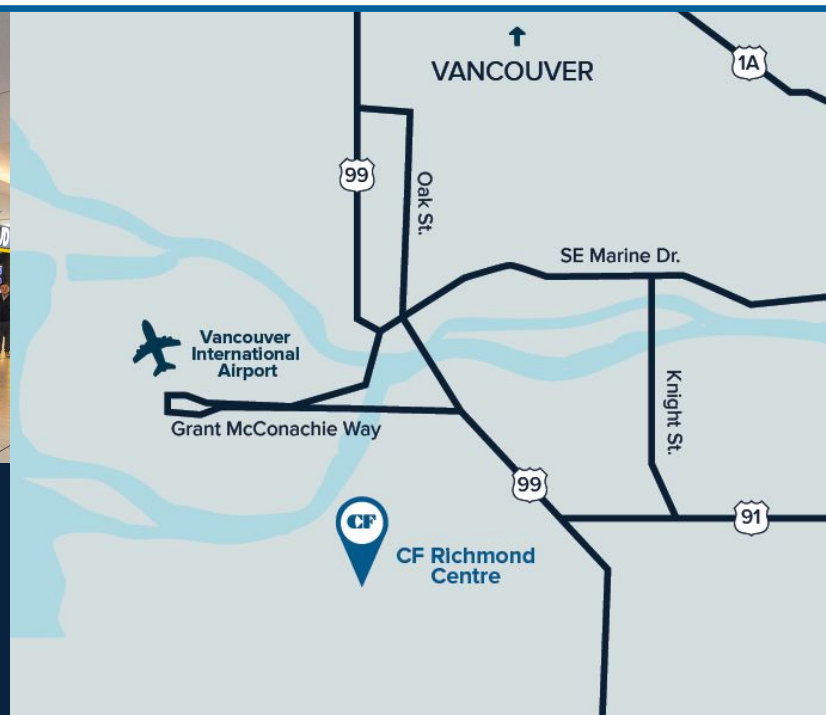 VANCOUVER
1A
99
Oak St.
SE Marine Dr.
Vancouver
International
Airport
Knight St.
Grant McConachie Way
99
91
CF
CF Richmond
Centre